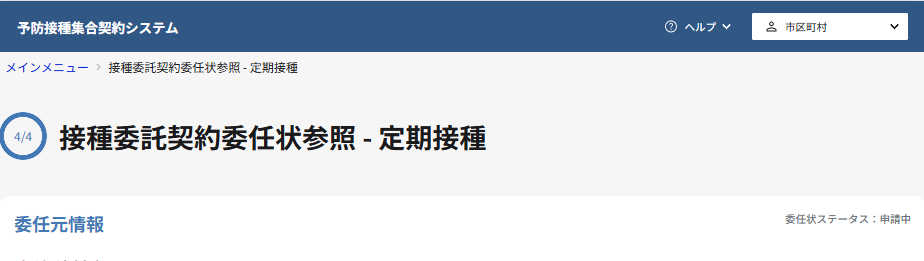 予防接種集合契約システム
ヘルプ
市区町村
メインメニュー > 接種委託契約委任状参照 - 定期接種
4/4
接種委託契約委任状参照 - 定期接種
委任元情報
委任状ステータス：申請中